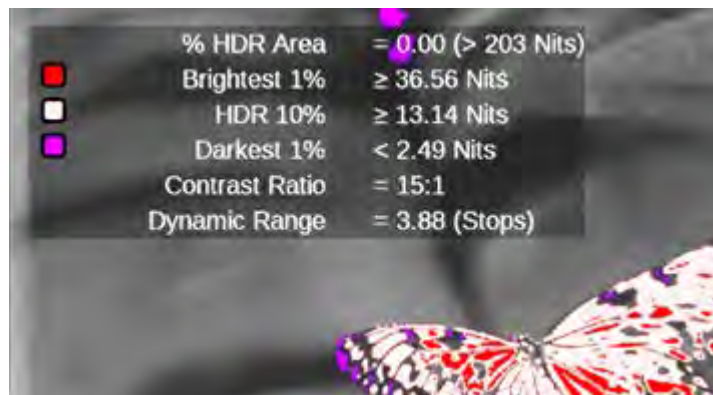 % HDR Area = 0.00 (> 203 Nits)
Brightest 1% ≥ 36.56 Nits
HDR 10% ≥ 13.14 Nits
Darkest 1% < 2.49 Nits
Contrast Ratio = 15:1
Dynamic Range = 3.88 (Stops)